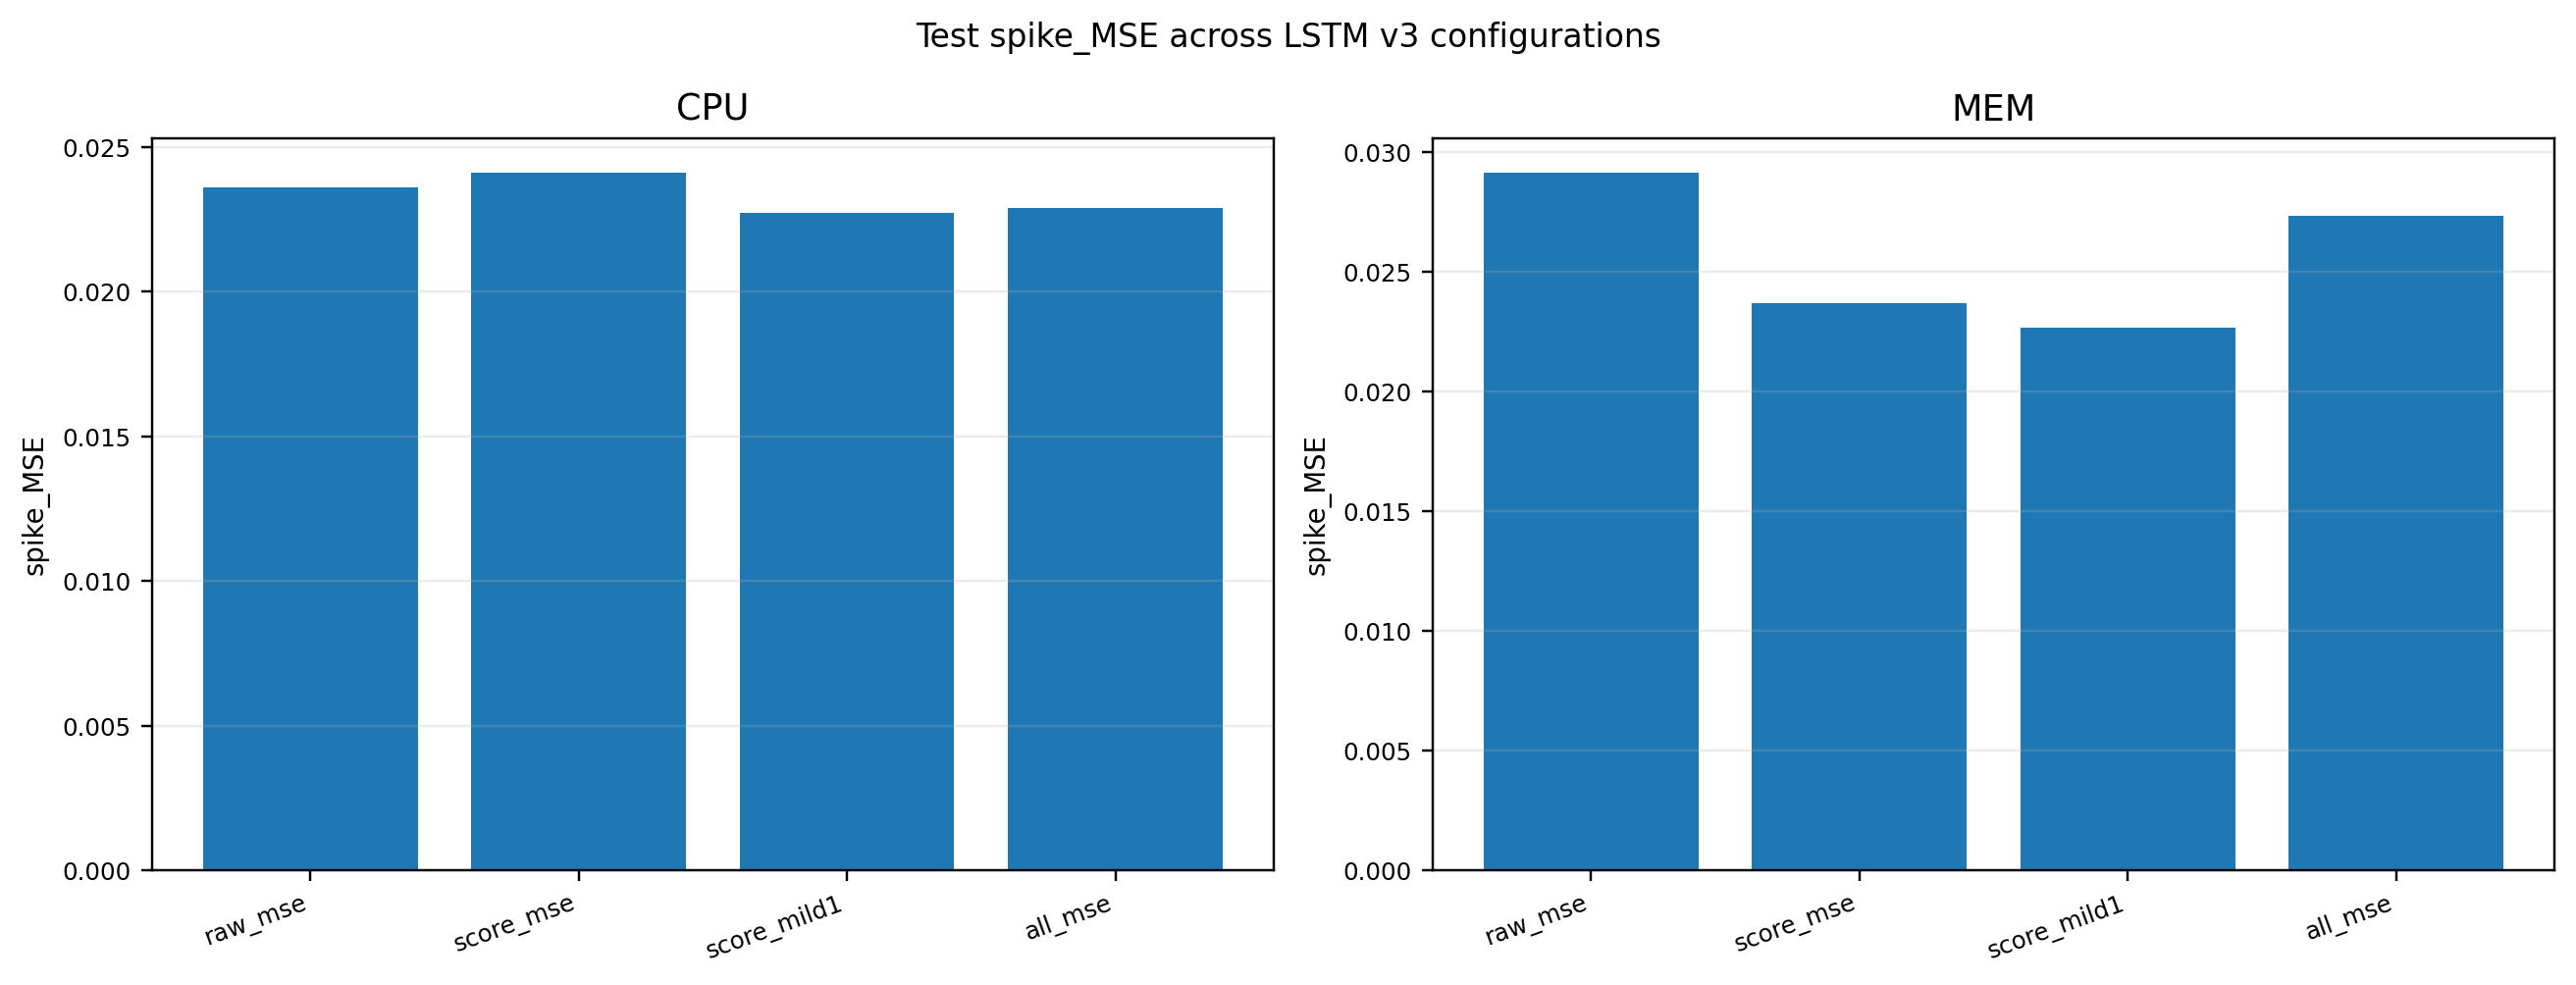 Test spike_MSE across LSTM v3 configurations
CPU
spike_MSE
0.025
0.020
0.015
0.010
0.005
0.000
raw_mse
score_mse
score_mild1
all_mse
MEM
spike_MSE
0.030
0.025
0.020
0.015
0.010
0.005
0.000
raw_mse
score_mse
score_mild1
all_mse